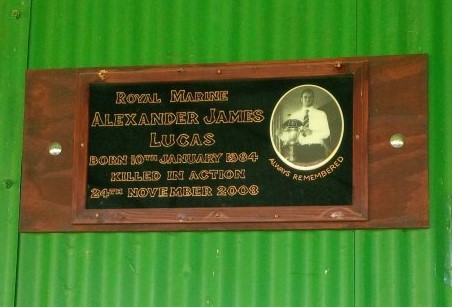 ROYAL MARINE
ALEXANDER JAMES
LUCAS
BORN 10TH JANUARY 1984
KILLED IN ACTION
24TH NOVEMBER 2008
ALWAYS REMEMBERED